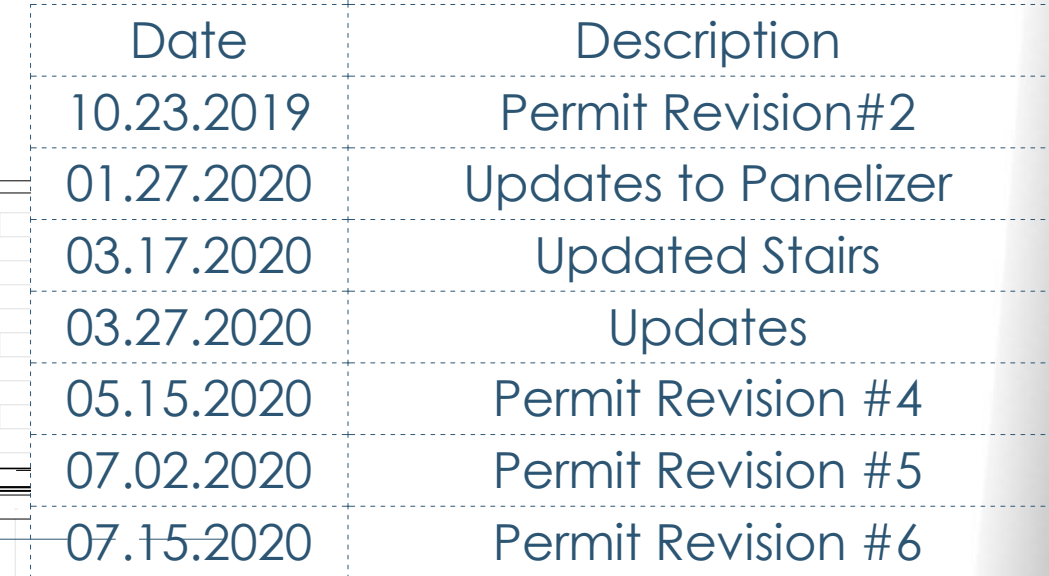 Date Description
10.23.2019 Permit Revision#2
01.27.2020 Updates to Panelizer
03.17.2020 Updated Stairs
03.27.2020 Updates
05.15.2020 Permit Revision #4
07.02.2020 Permit Revision #5
07.15.2020 Permit Revision #6